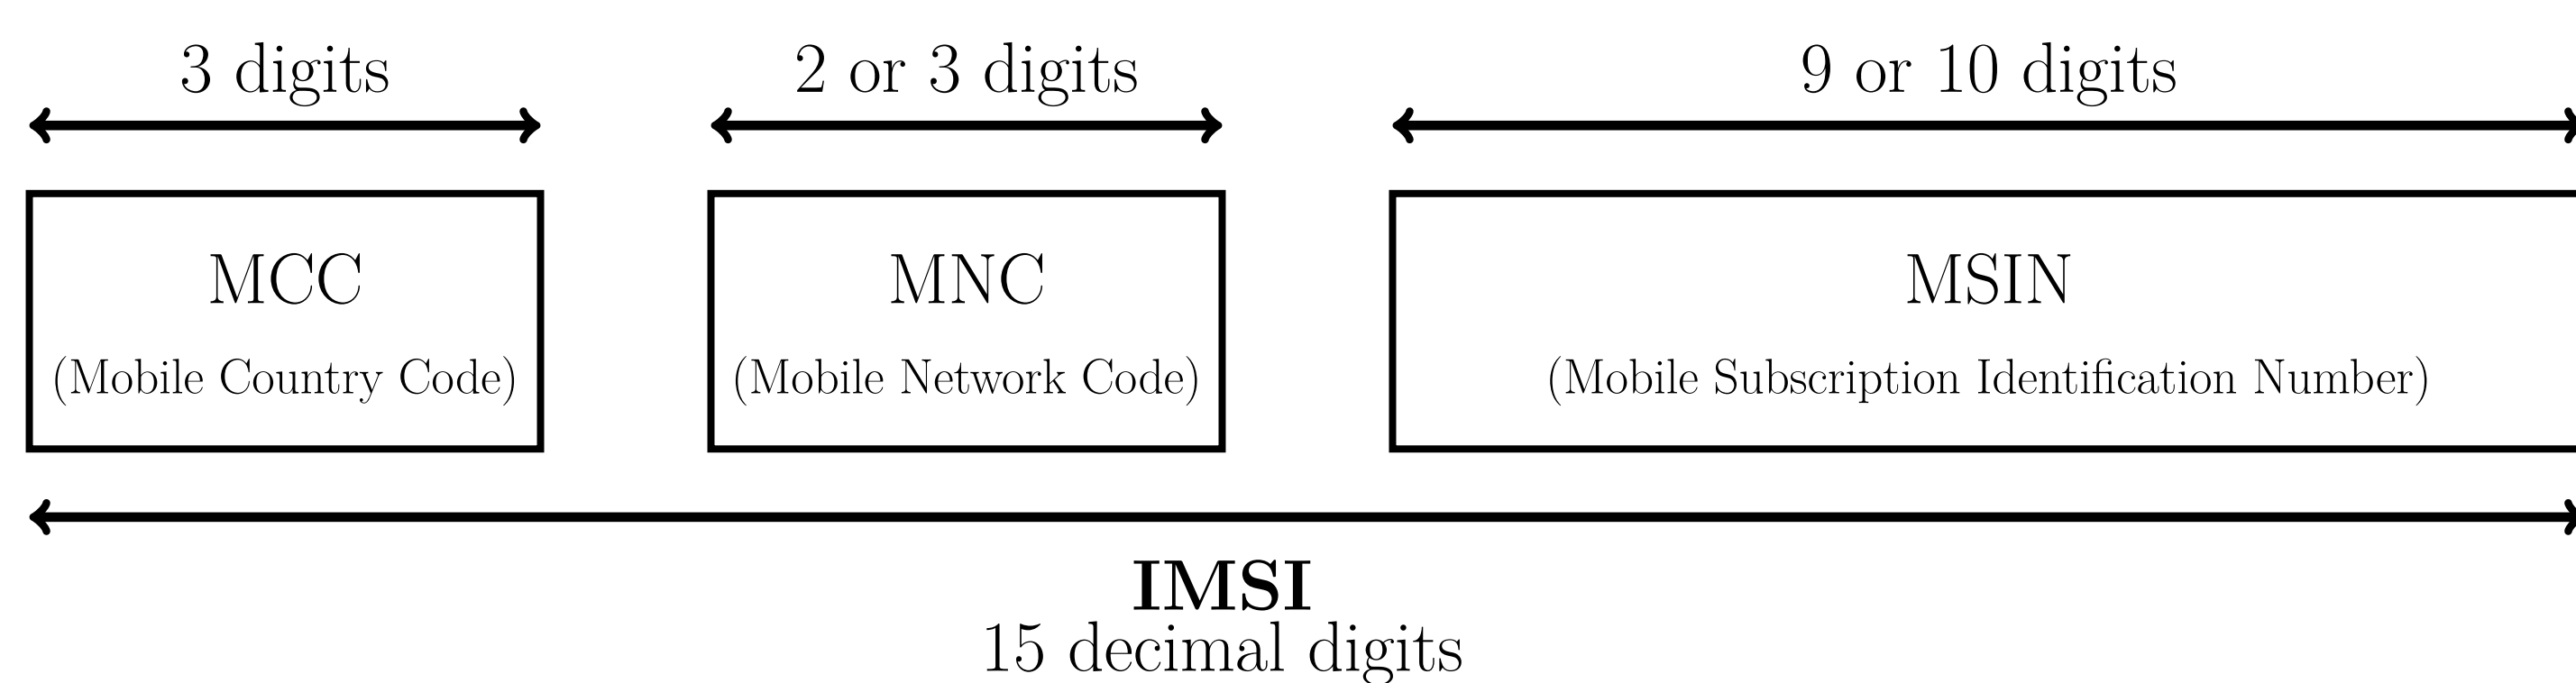 3 digits
2 or 3 digits
9 or 10 digits
MCC
(Mobile Country Code)
MNC
(Mobile Network Code)
MSIN
(Mobile Subscription Identification Number)
IMSI
15 decimal digits